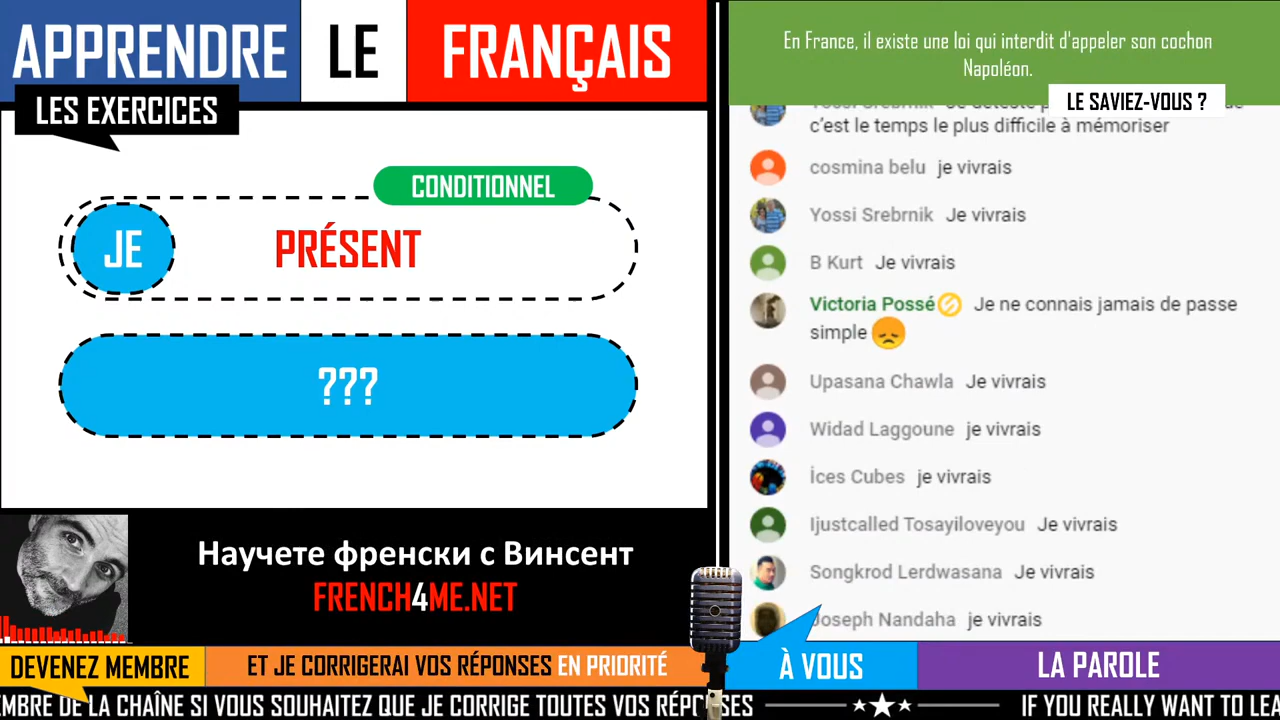 APPRENDRE LE FRANÇAIS
LES EXERCICES
CONDITIONNEL
JE PRÉSENT
???
Научете френски с Винсент
FRENCH4ME.NET
DEVENEZ MEMBRE ET JE CORRIGERAI VOS RÉPONSES EN PRIORITÉ
En France, il existe une loi qui interdit d'appeler son cochon
Napoléon.
LE SAVIEZ-VOUS ?
c'est le temps le plus difficile à mémoriser
cosmina belu je vivrais
Yossi Srebrnik Je vivrais
B Kurt Je vivrais
Victoria Possé Je ne connais jamais de passe
simple
Upasana Chawla Je vivrais
Widad Laggoune je vivrais
İces Cubes je vivrais
Ijustcalled Tosayiloveyou Je vivrais
Songkrod Lerdwasana Je vivrais
Joseph Nandaha je vivrais
À VOUS LA PAROLE
EMBRE DE LA CHAÎNE SI VOUS SOUHAITEZ QUE JE CORRIGE TOUTES VOS RÉPONSES IF YOU REALLY WANT TO LEA